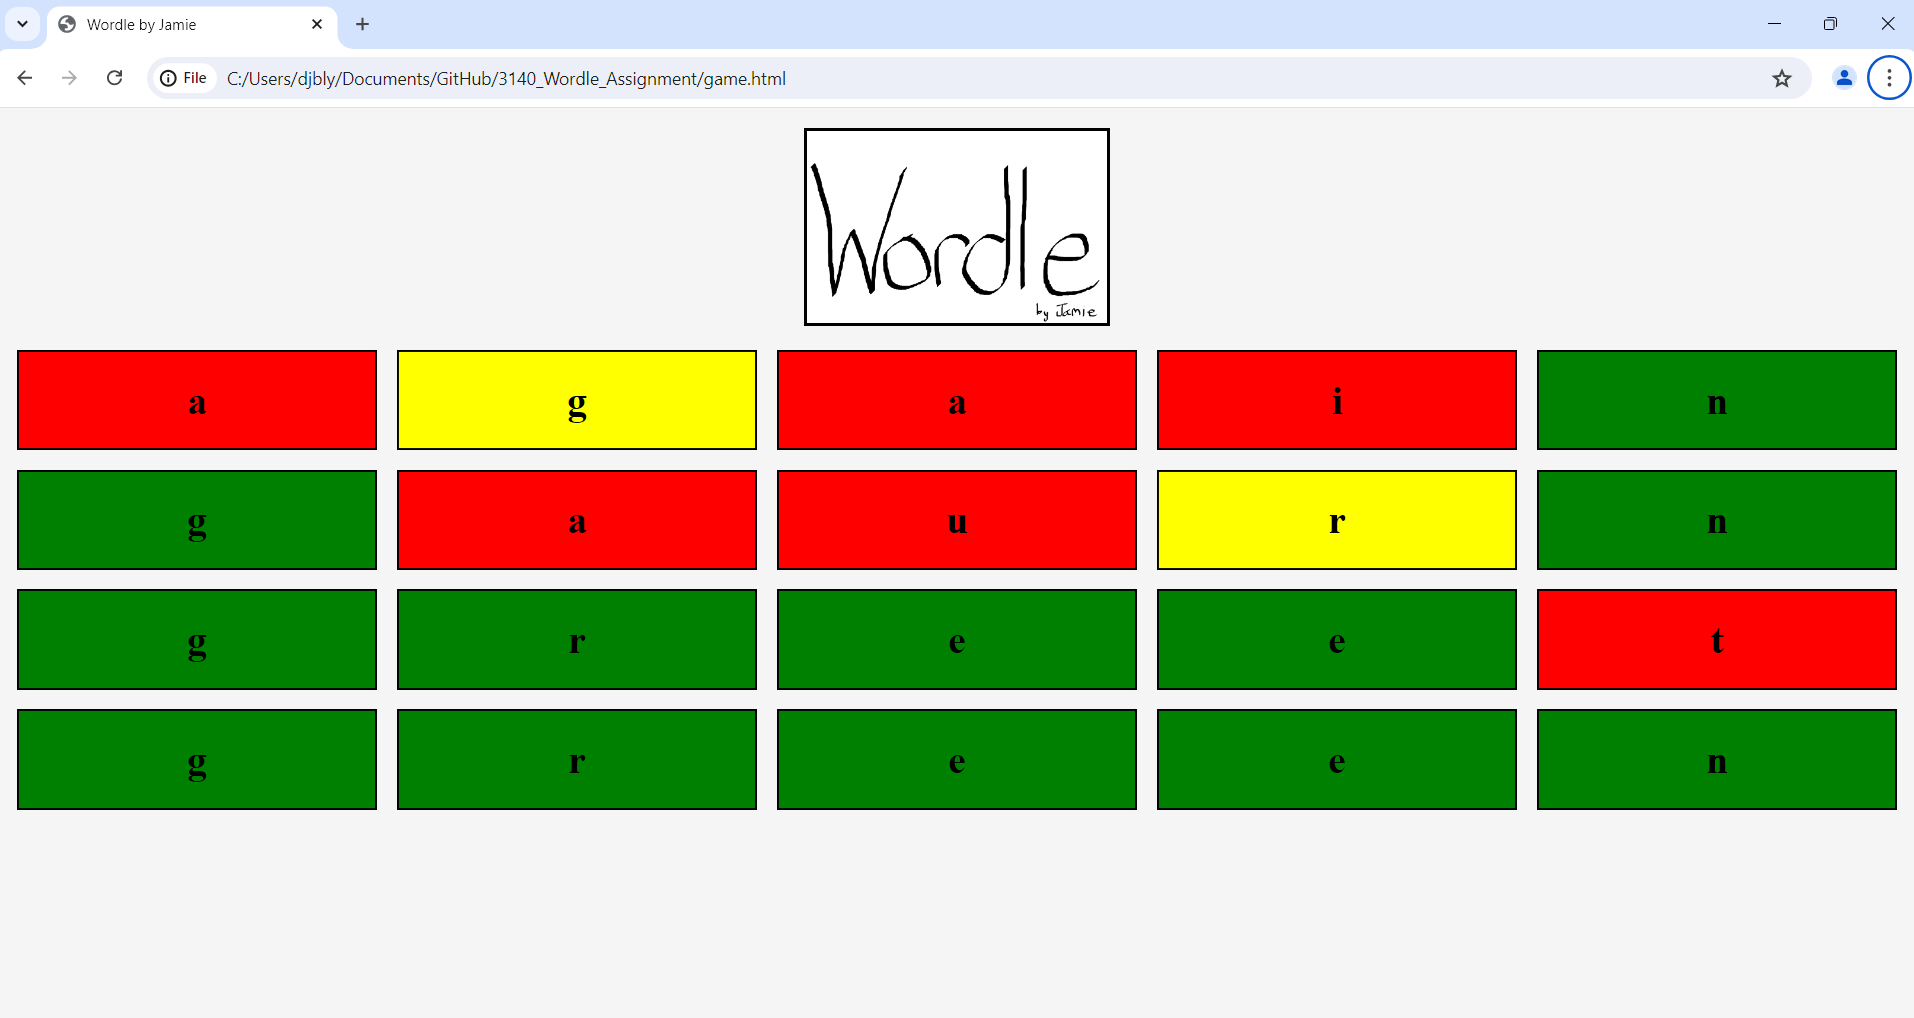 Wordle by Jamie
File C:/Users/djbly/Documents/GitHub/3140_Wordle_Assignment/game.html
Wordle
by Jamie
a g a i n
g a u r n
g r e e t
g r e e n